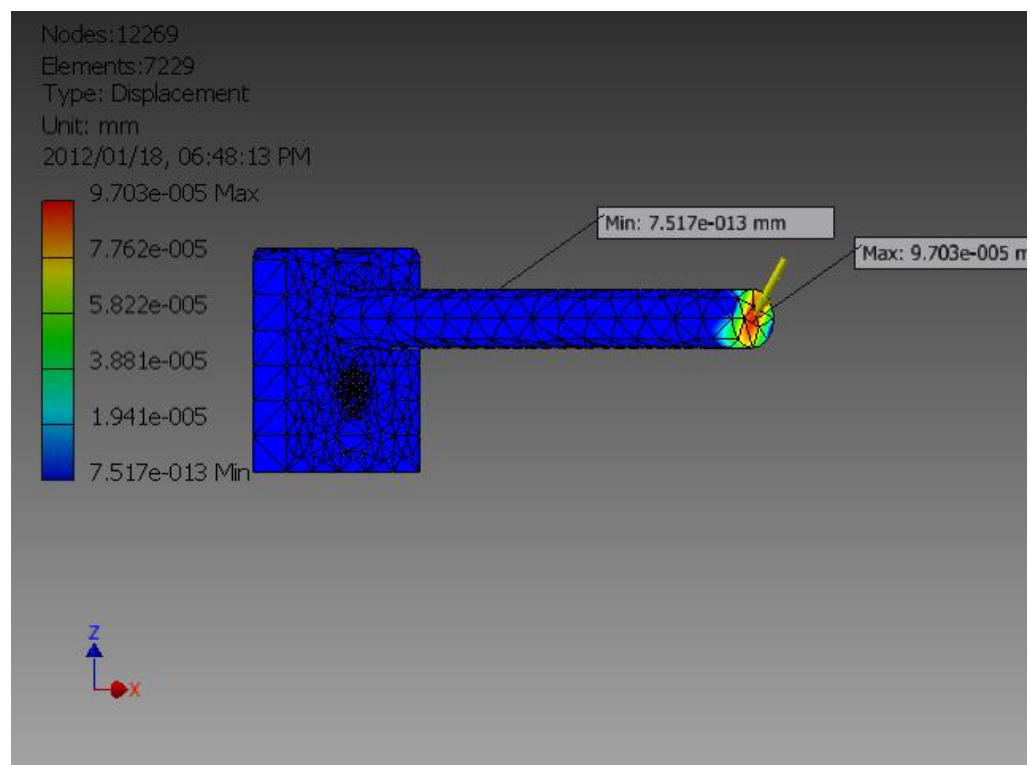 Nodes:12269
Elements:7229
Type: Displacement
Unit: mm
2012/01/18, 06:48:13 PM
9.703e-005 Max
7.762e-005
5.822e-005
3.881e-005
1.941e-005
7.517e-013 Min
Min: 7.517e-013 mm
Max: 9.703e-005 m
Z
X